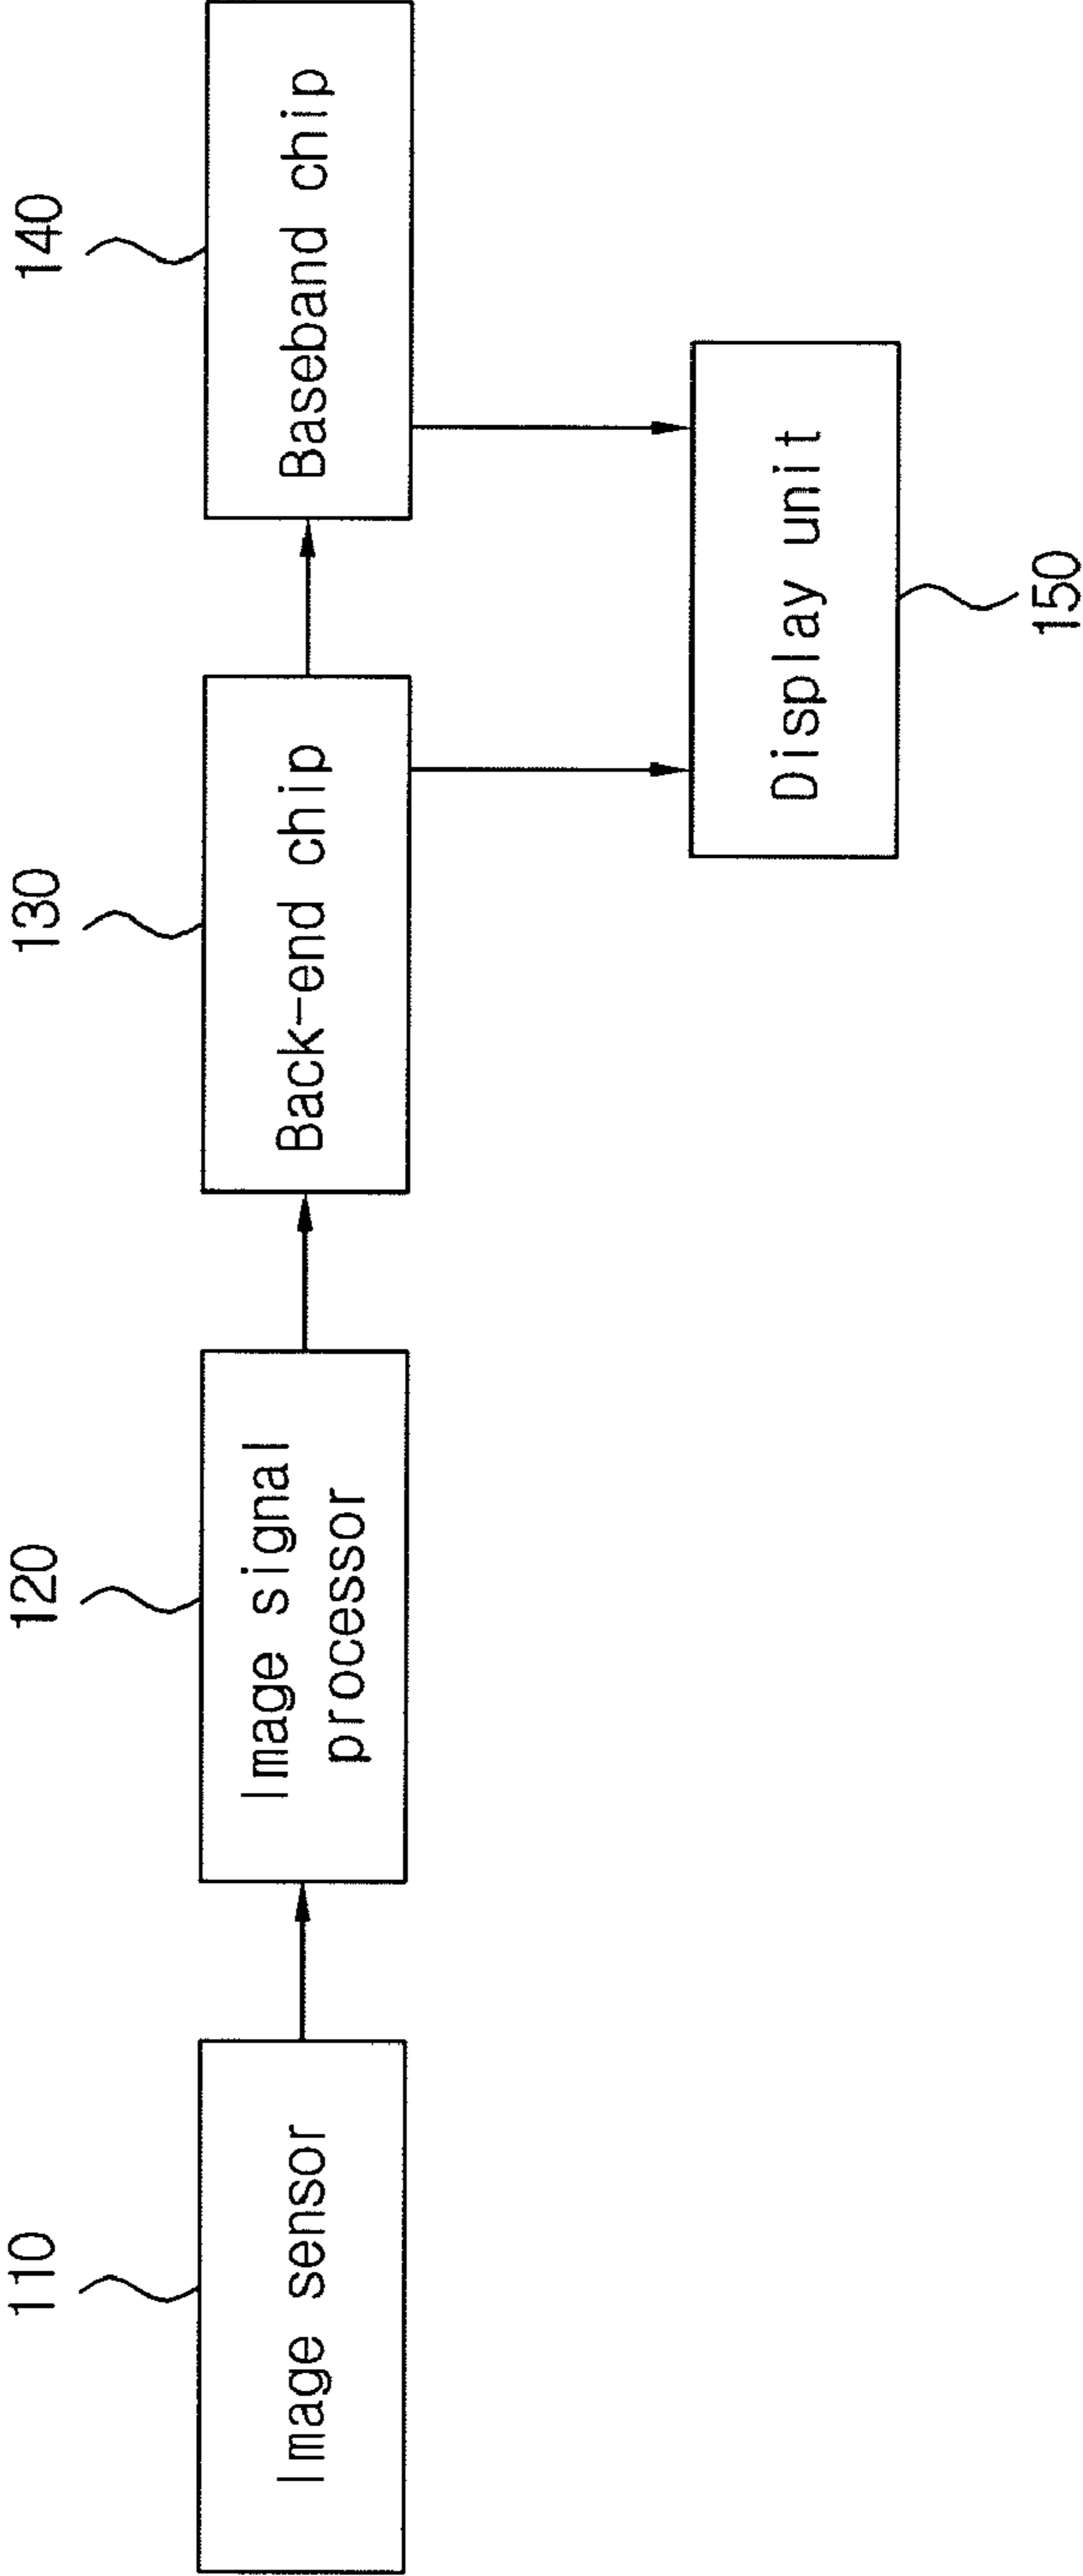 110
120
130
140
Image sensor
Image signal
processor
Back-end chip
Baseband chip
Display unit
150